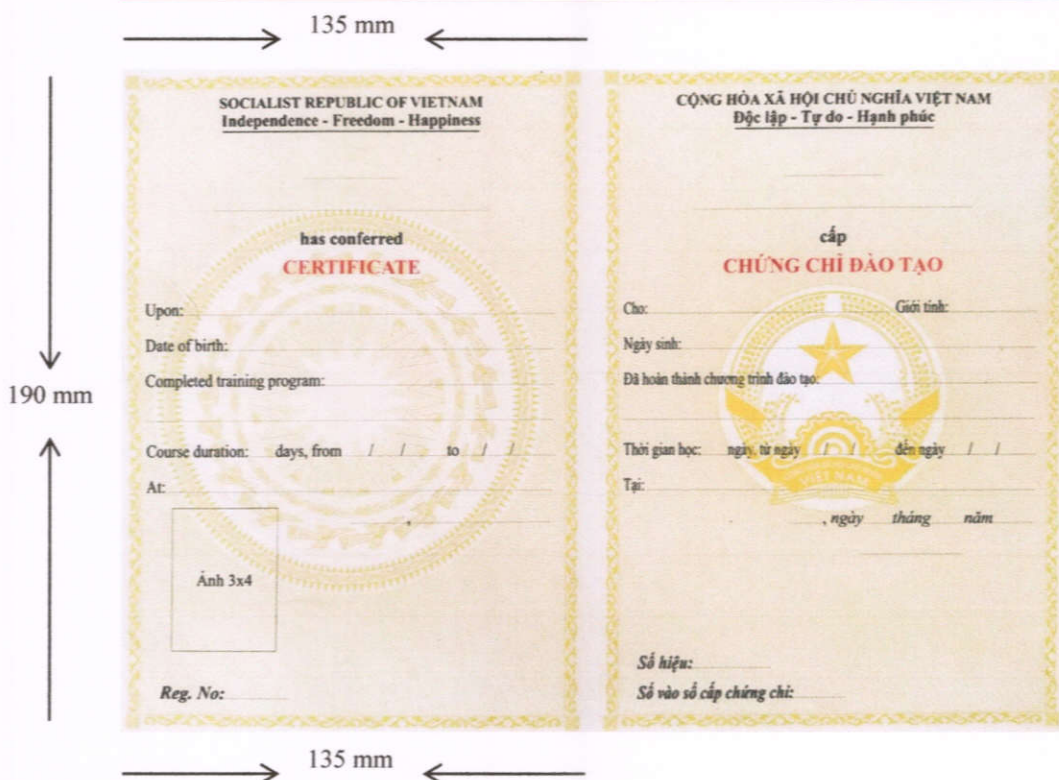 135 mm
SOCIALIST REPUBLIC OF VIETNAM
Independence - Freedom - Happiness
has conferred
CERTIFICATE
Upon:
Date of birth:
Completed training program:
Course duration: days, from / / to / /
At:
,
Ảnh 3x4
Reg. No:
CỘNG HÒA XÃ HỘI CHỦ NGHĨA VIỆT NAM
Độc lập - Tự do - Hạnh phúc
cấp
CHỨNG CHỈ ĐÀO TẠO
Cho: Giới tính:
Ngày sinh:
Đã hoàn thành chương trình đào tạo:
Thời gian học: ngày, từ ngày / / đến ngày / /
VIỆT NAM
Tại:
, ngày tháng năm
Số hiệu:
Số vào sổ cấp chứng chỉ:
190 mm
135 mm